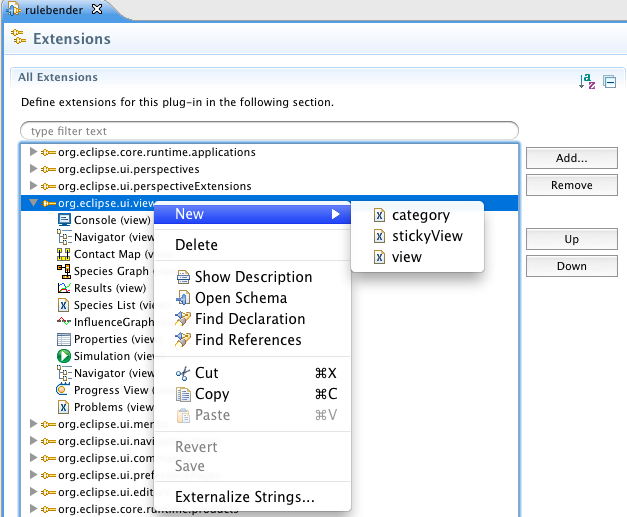 rulebender
Extensions
All Extensions
Define extensions for this plug-in in the following section.
type filter text
org.eclipse.core.runtime.applications
Add...
org.eclipse.ui.perspectives
org.eclipse.ui.perspectiveExtensions
Remove
org.eclipse.ui.view
New
category
stickyView
view
Up
Down
Console (view)
Navigator (view
Contact Map (
Species Graph
Results (view)
Species List (
InfluenceGraph
Properties (view
Simulation (
Navigator (view
Progress View (
Problems (view
org.eclipse.ui.me
org.eclipse.ui.navi
org.eclipse.ui.com
org.eclipse.ui.pref
org.eclipse.ui.edit
org.eclipse.core.runtime.products
Delete
Show Description
Open Schema
Find Declaration
Find References
Cut ⌘X
Copy ⌘C
Paste ⌘V
Revert
Save
Externalize Strings...